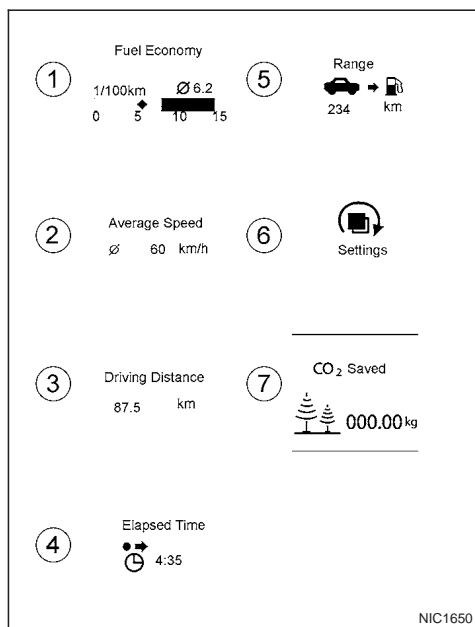 1
Fuel Economy
1/100km Ø 6.2
0 5 10 15
2
Average Speed
Ø 60 km/h
3
Driving Distance
87.5 km
4
Elapsed Time
4:35
5
Range
234 km
6
Settings
7
CO2 Saved
000.00 kg
NIC1650